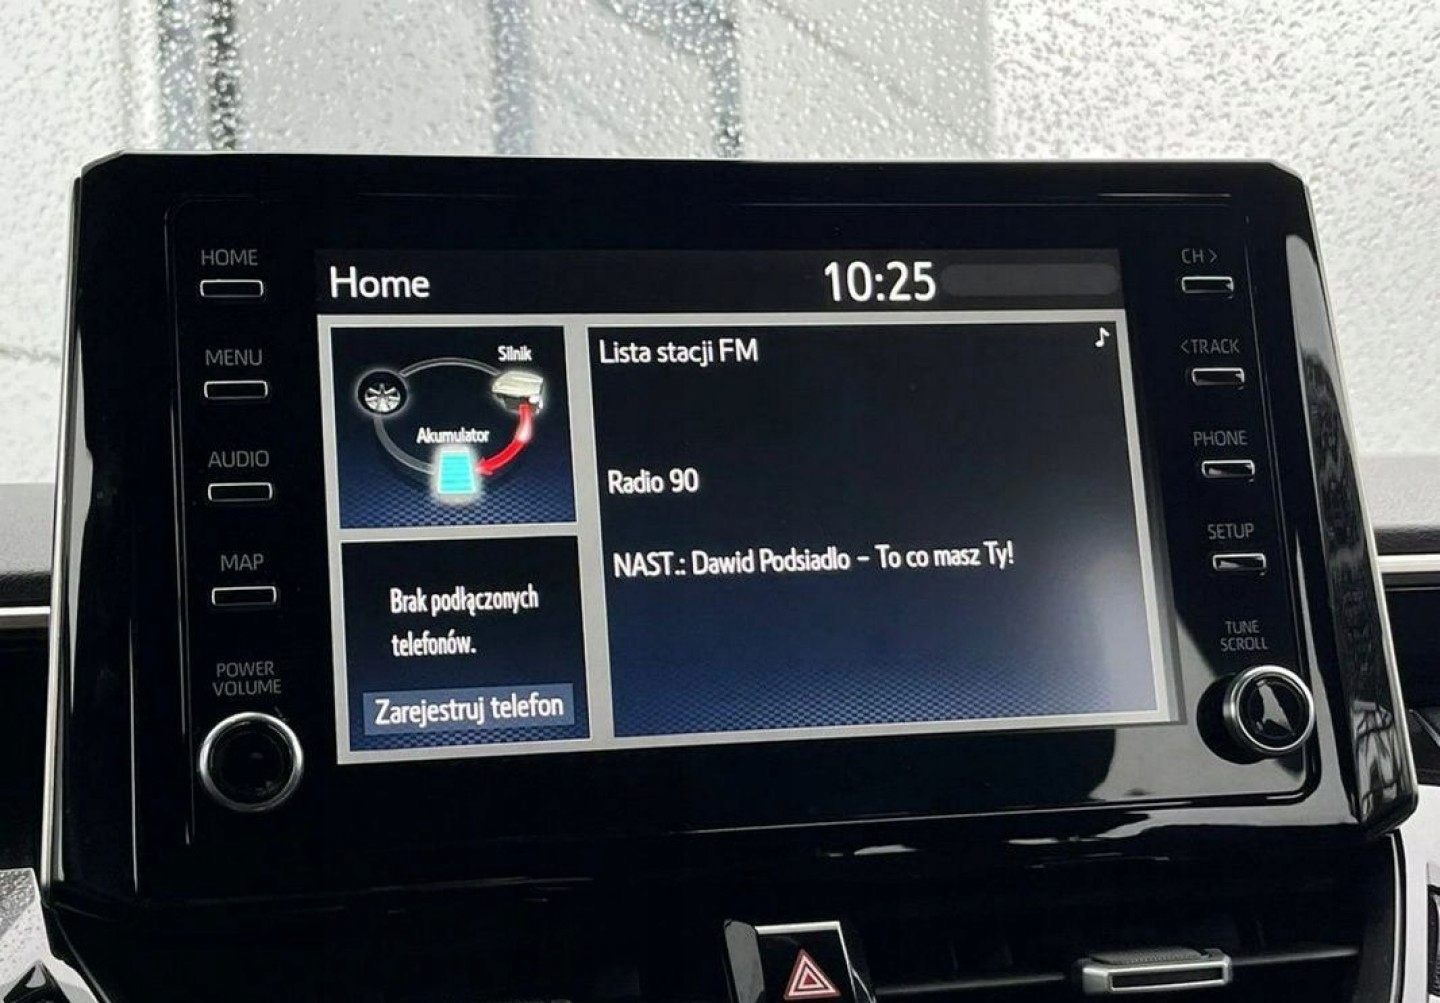 HOME
MENU
AUDIO
MAP
POWER
VOLUME
Home
10:25
Silnik
Akumulator
Brak podłączonych
telefonów.
Zarejestruj telefon
Lista stacji FM
Radio 90
NAST.: Dawid Podsiadlo – To co masz Ty!
CH >
<TRACK
PHONE
SETUP
TUNE
SCROLL